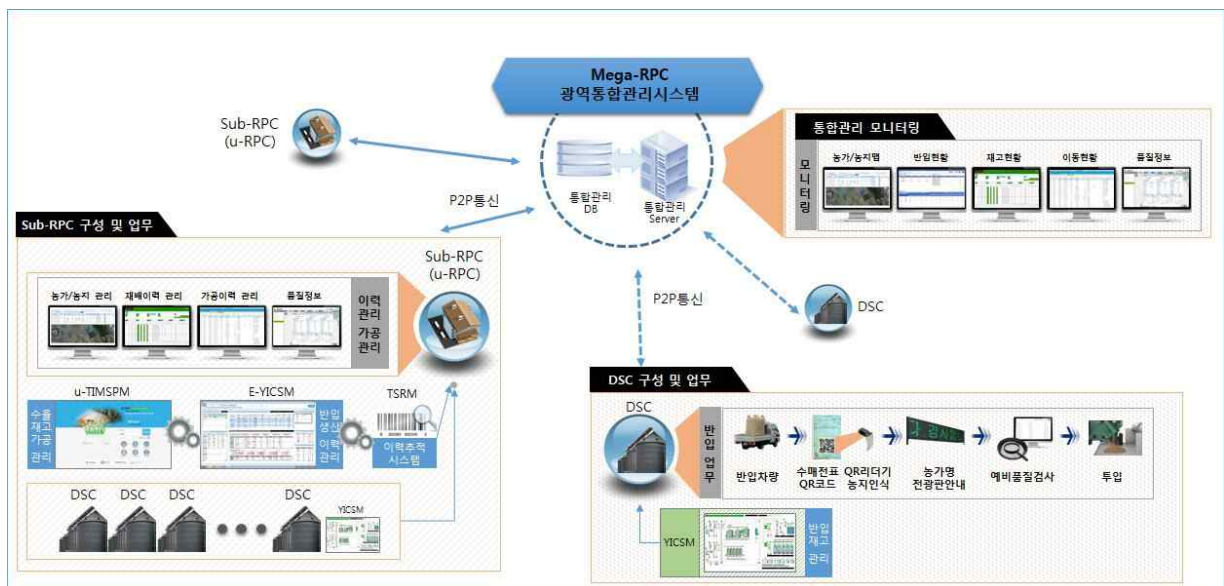 Mega-RPC
광역통합관리시스템
Sub-RPC
(u-RPC)
통합관리
DB
통합관리
Server
통합관리 모니터링
모니터링
농가/농지맵
반입현황
재고현황
이동현황
품질정보
P2P통신
Sub-RPC 구성 및 업무
Sub-RPC
(u-RPC)
농가/농지 관리
재배이력 관리
가공이력 관리
품질정보
이력
관리
가공
관리
u-TIMSPM
수율
재고
가공
관리
E-YICSM
반입
생산
이력
관리
TSRM
이력추적
시스템
DSC
DSC
DSC
DSC
YICSM
P2P통신
DSC
DSC 구성 및 업무
DSC
반입 업무
반입차량
수매전표
QR코드
QR리더기
농지인식
농가명
전광판안내
예비품질검사
투입
YICSM
반입
재고
관리